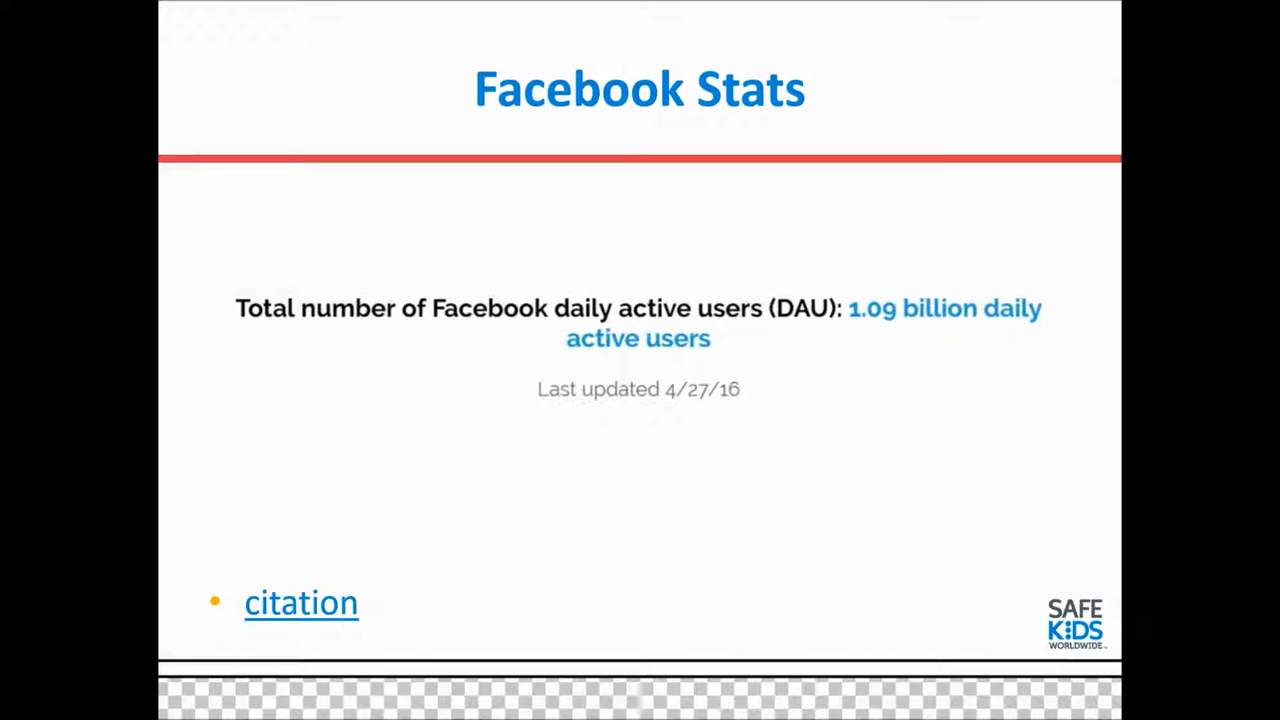 Facebook Stats
Total number of Facebook daily active users (DAU): 1.09 billion daily
active users
Last updated 4/27/16
• citation
SAFE
KIDS
WORLDWIDE™